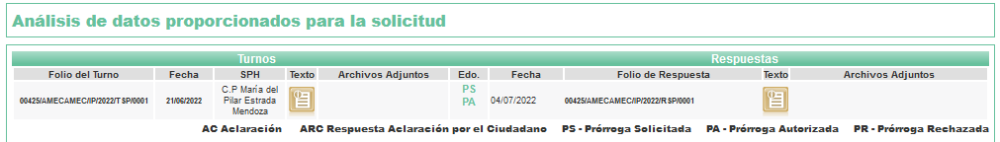 Análisis de datos proporcionados para la solicitud
Turnos Respuestas
Folio del Turno Fecha SPH Texto Archivos Adjuntos Edo. Fecha Folio de Respuesta Texto Archivos Adjuntos
00425/AMECAMEC/IP/2022/TSP/0001 21/06/2022 C.P María del Pilar Estrada Mendoza PS PA 04/07/2022 00425/AMECAMEC/IP/2022/RSP/0001
AC Aclaración ARC Respuesta Aclaración por el Ciudadano PS - Prórroga Solicitada PA - Prórroga Autorizada PR - Prórroga Rechazada